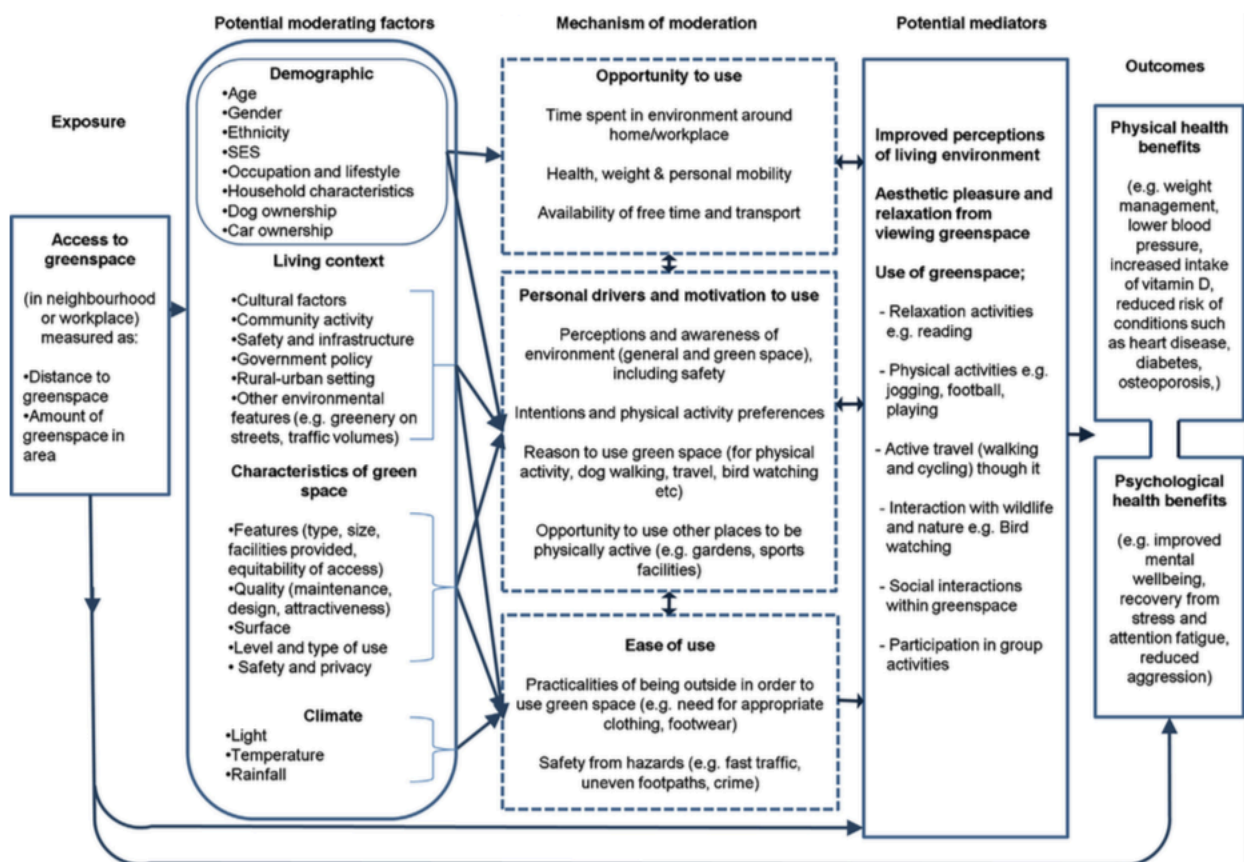 Potential moderating factors
Mechanism of moderation
Potential mediators
Outcomes
Exposure
Access to
greenspace
(in neighbourhood
or workplace)
measured as:
•Distance to
greenspace
•Amount of
greenspace in
area
Demographic
•Age
•Gender
•Ethnicity
•SES
•Occupation and lifestyle
•Household characteristics
•Dog ownership
•Car ownership
Living context
•Cultural factors
•Community activity
•Safety and infrastructure
•Government policy
•Rural-urban setting
•Other environmental
features (e.g. greenery on
streets, traffic volumes)
Characteristics of green
space
•Features (type, size,
facilities provided,
equitability of access)
•Quality (maintenance,
design, attractiveness)
•Surface
•Level and type of use
•Safety and privacy
Climate
•Light
•Temperature
•Rainfall
Opportunity to use
Time spent in environment around
home/workplace
Health, weight & personal mobility
Availability of free time and transport
Personal drivers and motivation to use
Perceptions and awareness of
environment (general and green space),
including safety
Intentions and physical activity preferences
Reason to use green space (for physical
activity, dog walking, travel, bird watching
etc)
Opportunity to use other places to be
physically active (e.g. gardens, sports
facilities)
Ease of use
Practicalities of being outside in order to
use green space (e.g. need for appropriate
clothing, footwear)
Safety from hazards (e.g. fast traffic,
uneven footpaths, crime)
Improved perceptions
of living environment
Aesthetic pleasure and
relaxation from
viewing greenspace
Use of greenspace;
- Relaxation activities
e.g. reading
- Physical activities e.g.
jogging, football,
playing
- Active travel (walking
and cycling) though it
- Interaction with wildlife
and nature e.g. Bird
watching
- Social interactions
within greenspace
- Participation in group
activities
Physical health
benefits
(e.g. weight
management,
lower blood
pressure,
increased intake
of vitamin D,
reduced risk of
conditions such
as heart disease,
diabetes,
osteoporosis,)
Psychological
health benefits
(e.g. improved
mental
wellbeing,
recovery from
stress and
attention fatigue,
reduced
aggression)